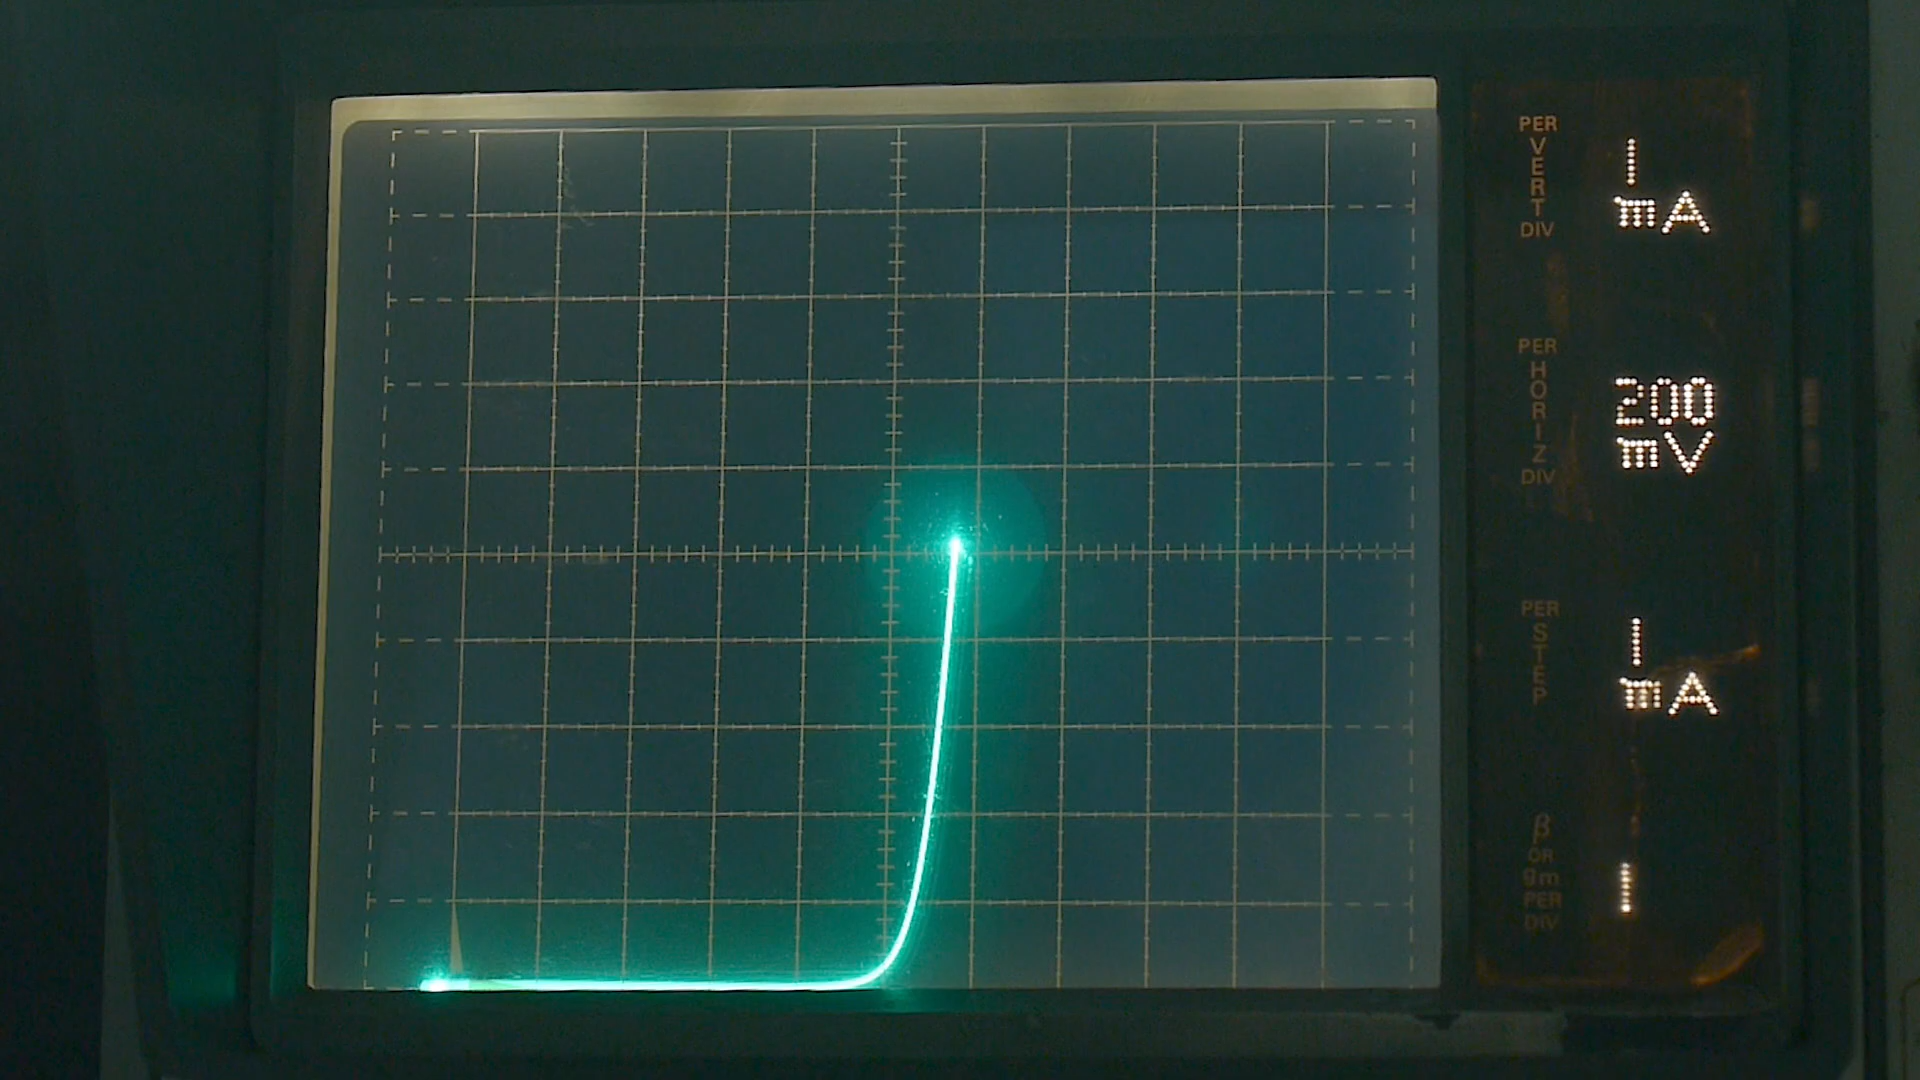 PER
VERT
DIV
1
mA
PER
HORIZ
DIV
200
mV
PER
STEP
1
mA
β
OR
gm
PER
DIV
1